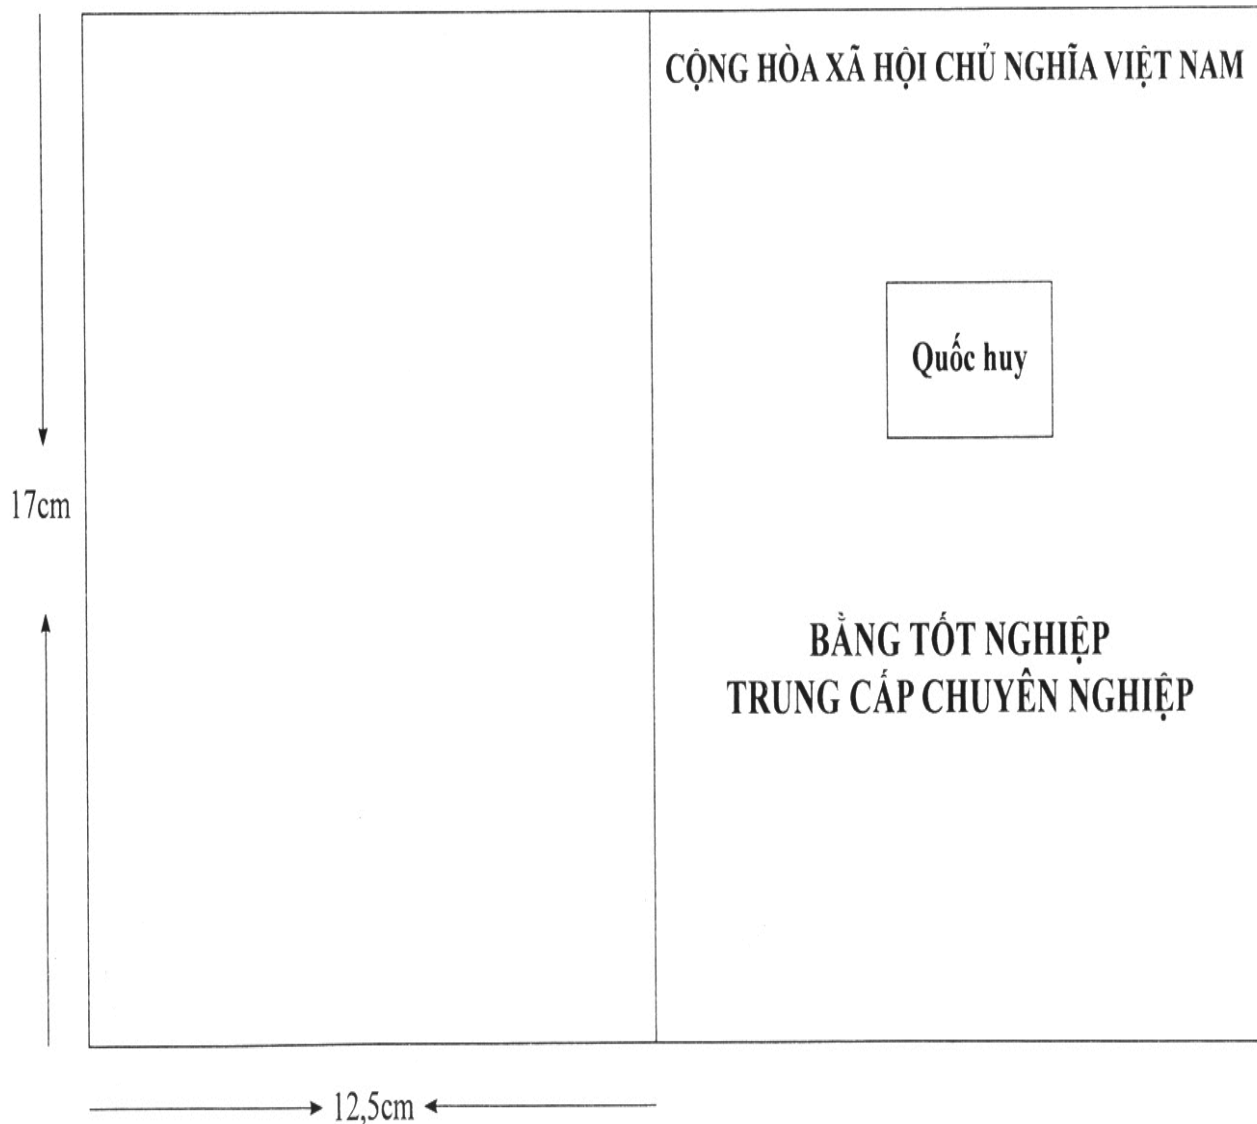 CỘNG HÒA XÃ HỘI CHỦ NGHĨA VIỆT NAM
Quốc huy
17cm
BẰNG TỐT NGHIỆP
TRUNG CẤP CHUYÊN NGHIỆP
12,5cm